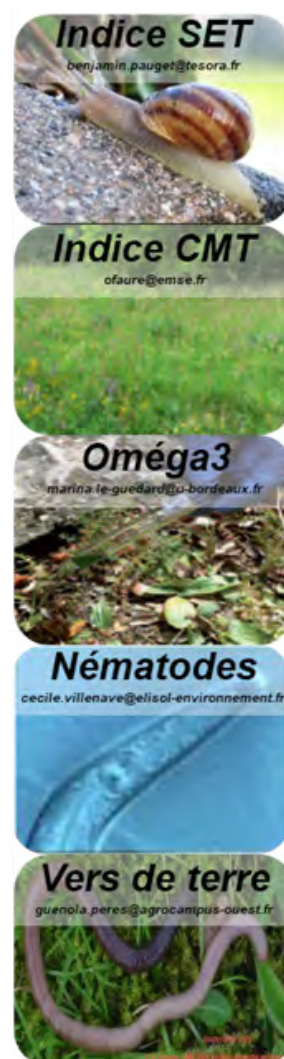 Indice SET
benjamin.pauget@tesora.fr
Indice CMT
ofaure@emse.fr
Oméga3
marina.le-guedard@u-bordeaux.fr
Nématodes
cecile.villenave@elisol-environnement.fr
Vers de terre
guenola.peres@agrocampus-ouest.fr